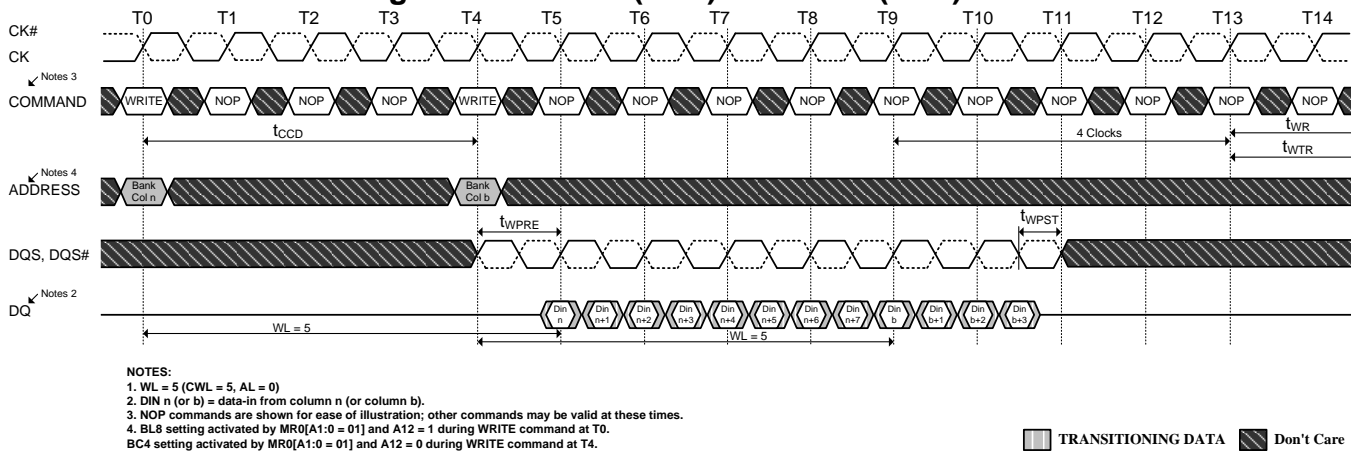 T0 T1 T2 T3 T4 T5 T6 T7 T8 T9 T10 T11 T12 T13 T14
CK#
CK
Notes 3
COMMAND WRITE NOP NOP NOP WRITE NOP NOP NOP NOP NOP NOP NOP NOP NOP NOP
tCCD 4 Clocks tWR
tWTR
Notes 4
ADDRESS Bank Col n Bank Col b
tWPRE tWPST
DQS, DQS#
Notes 2
DQ Din n Din n+1 Din n+2 Din n+3 Din n+4 Din n+5 Din n+6 Din n+7 Din b Din b+1 Din b+2 Din b+3
WL = 5 WL = 5
NOTES:
1. WL = 5 (CWL = 5, AL = 0)
2. DIN n (or b) = data-in from column n (or column b).
3. NOP commands are shown for ease of illustration; other commands may be valid at these times.
4. BL8 setting activated by MR0[A1:0 = 01] and A12 = 1 during WRITE command at T0.
BC4 setting activated by MR0[A1:0 = 01] and A12 = 0 during WRITE command at T4.
TRANSITIONING DATA Don't Care